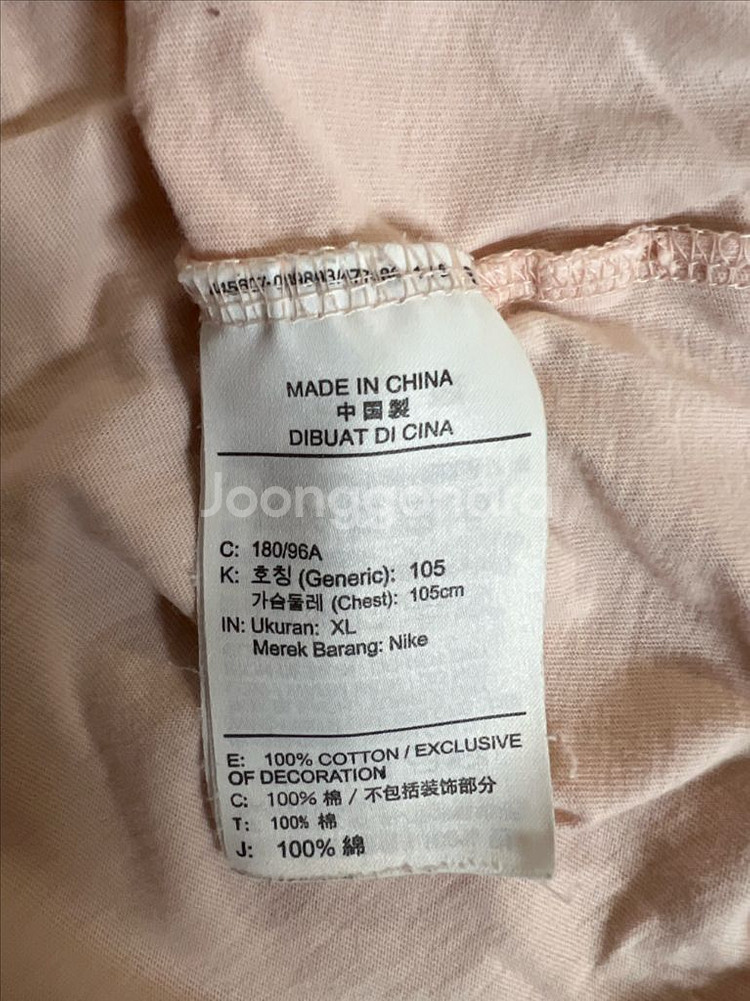 MADE IN CHINA
中国製
DIBUAT DI CINA
Joonggonara
C: 180/96A
K: 호칭 (Generic): 105
가슴둘레 (Chest): 105cm
IN: Ukuran: XL
Merek Barang: Nike
E: 100% COTTON / EXCLUSIVE
OF DECORATION
C: 100% 棉 / 不包括装饰部分
T: 100% 棉
J: 100% 綿